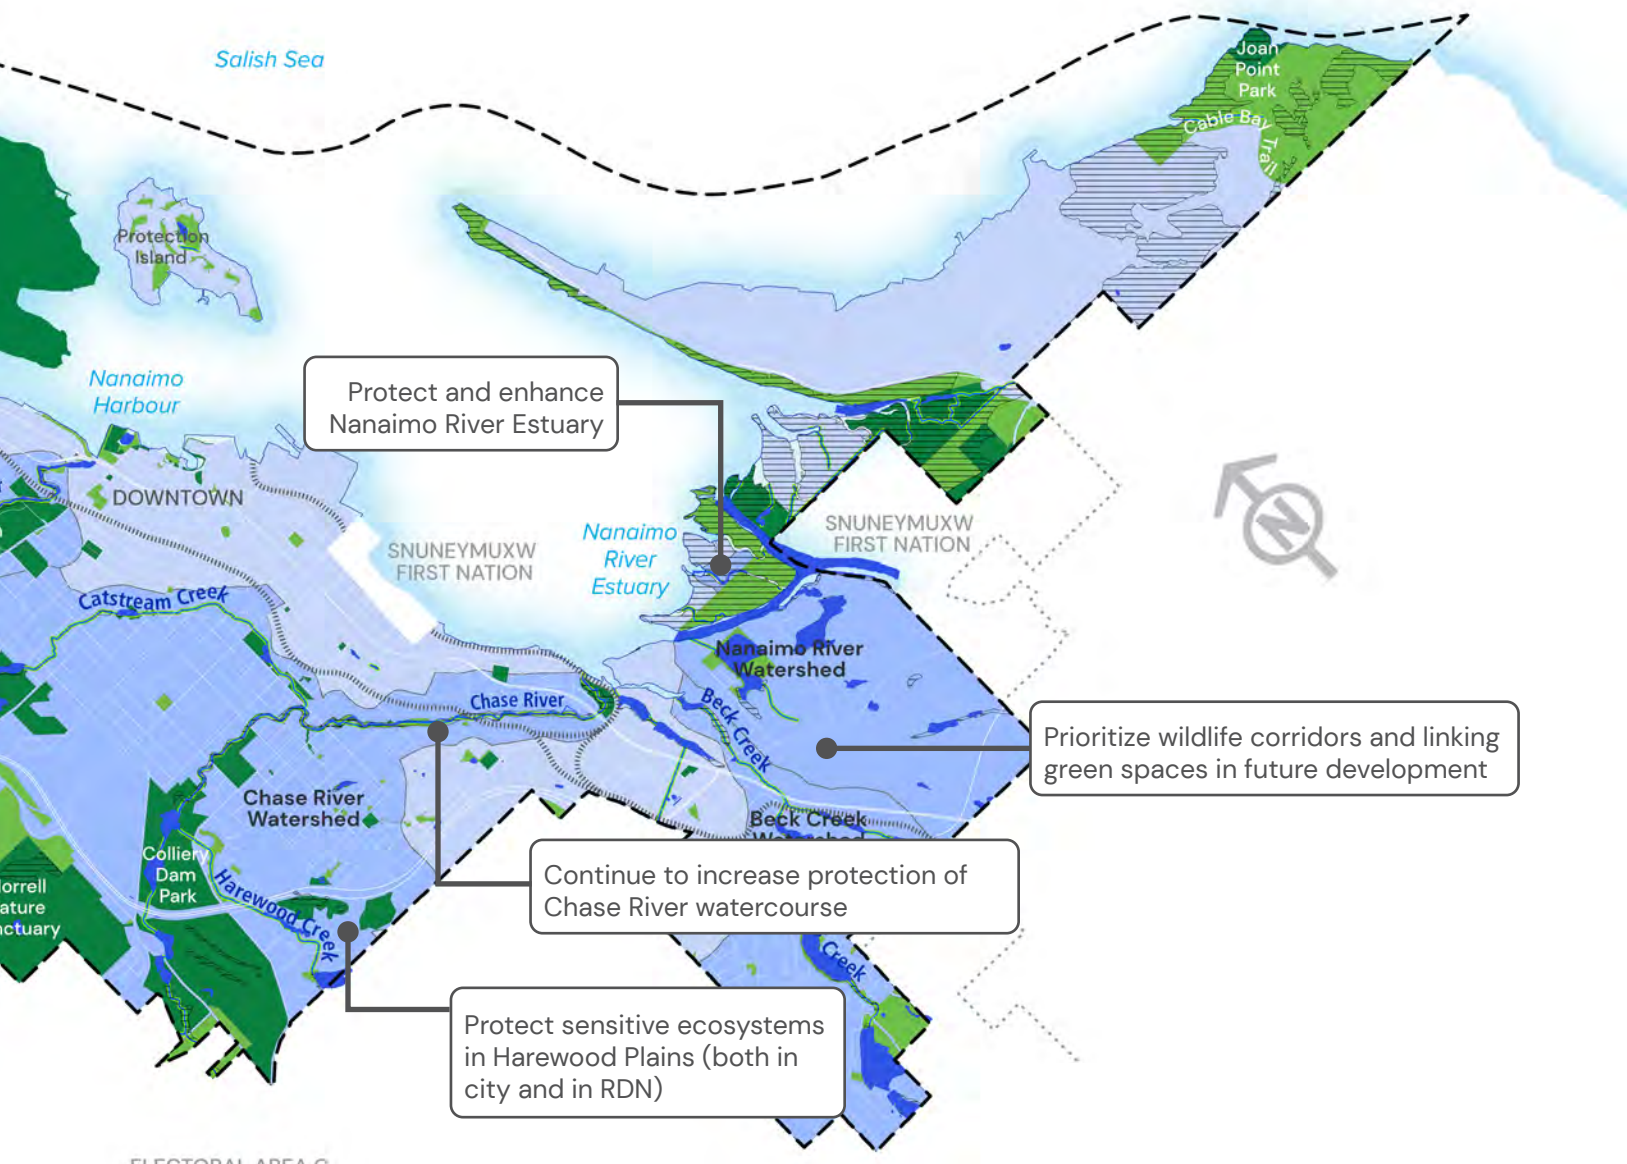 Salish Sea
Joan
Point
Park
Cable Bay Trail
Protection
Island
Nanaimo
Harbour
Protect and enhance
Nanaimo River Estuary
DOWNTOWN
SNUNEYMUXW
FIRST NATION
Nanaimo
River
Estuary
SNUNEYMUXW
FIRST NATION
N
Catstream Creek
Nanaimo River
Watershed
Chase River
Beck Creek
Prioritize wildlife corridors and linking
green spaces in future development
Chase River
Watershed
Beck Creek
Watershed
Colliery
Dam
Park
Harewood Creek
Continue to increase protection of
Chase River watercourse
Creek
Protect sensitive ecosystems
in Harewood Plains (both in
city and in RDN)
ELECTORAL AREA C